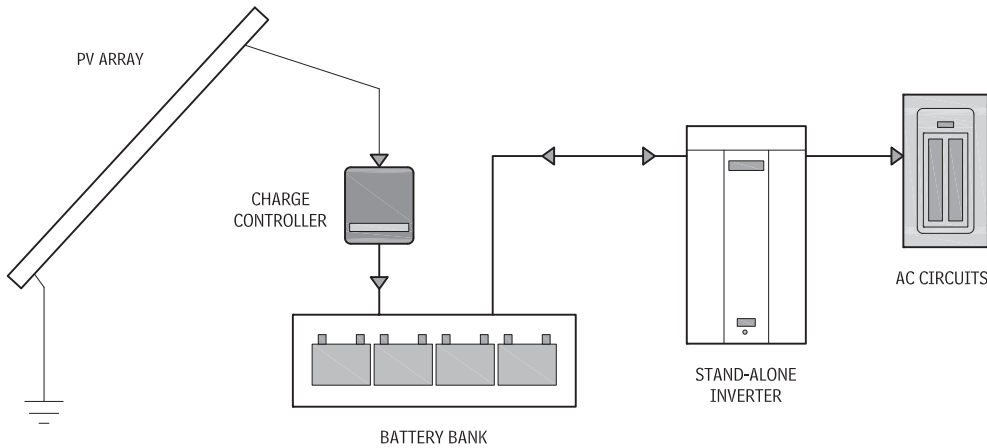 PV ARRAY
CHARGE
CONTROLLER
BATTERY BANK
STAND-ALONE
INVERTER
AC CIRCUITS